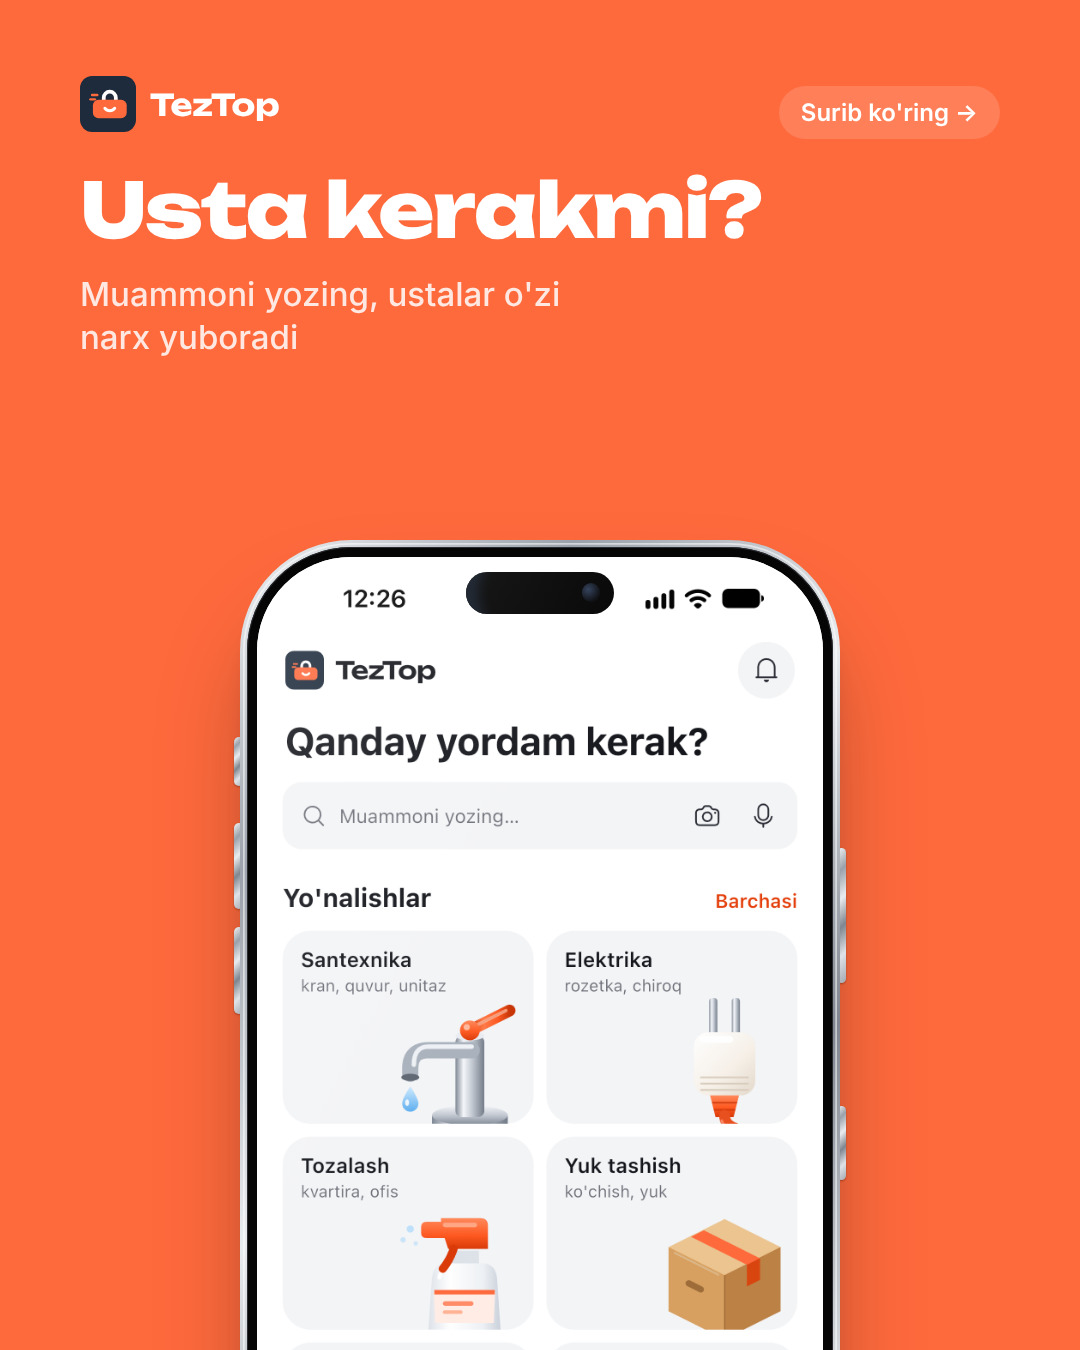 TezTop
Surib ko'ring →
Usta kerakmi?
Muammoni yozing, ustalar o'zi
narx yuboradi
12:26
TezTop
Qanday yordam kerak?
Muammoni yozing...
Yo'nalishlar
Barchasi
Santexnika
kran, quvur, unitaz
Elektrika
rozetka, chiroq
Tozalash
kvartira, ofis
Yuk tashish
ko'chish, yuk